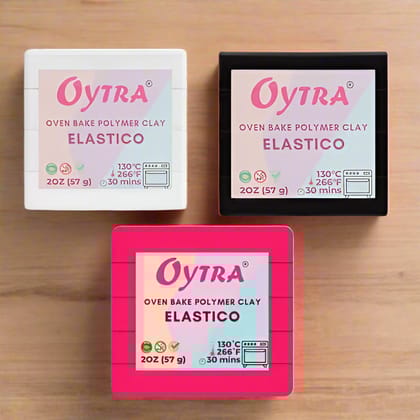 OYTRA®
OVEN BAKE POLYMER CLAY
ELASTICO
130°C
266°F
2OZ (57 g) 30 mins
OYTRA®
OVEN BAKE POLYMER CLAY
ELASTICO
130°C
266°F
2OZ (57 g) 30 mins
OYTRA®
OVEN BAKE POLYMER CLAY
ELASTICO
130°C
266°F
2OZ (57 g) 30 mins